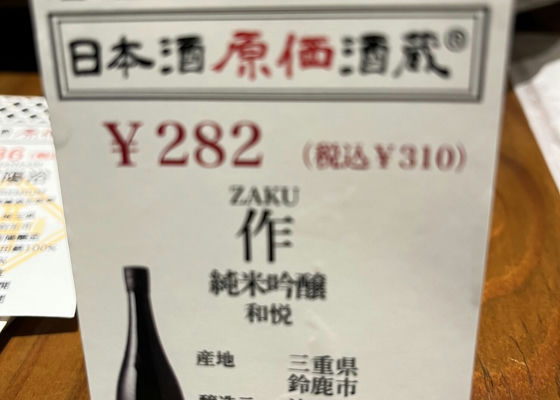 日本酒原価酒蔵®
¥282 (税込¥310)
ZAKU
作
純米吟醸
和悦
産地 三重県
鈴鹿市